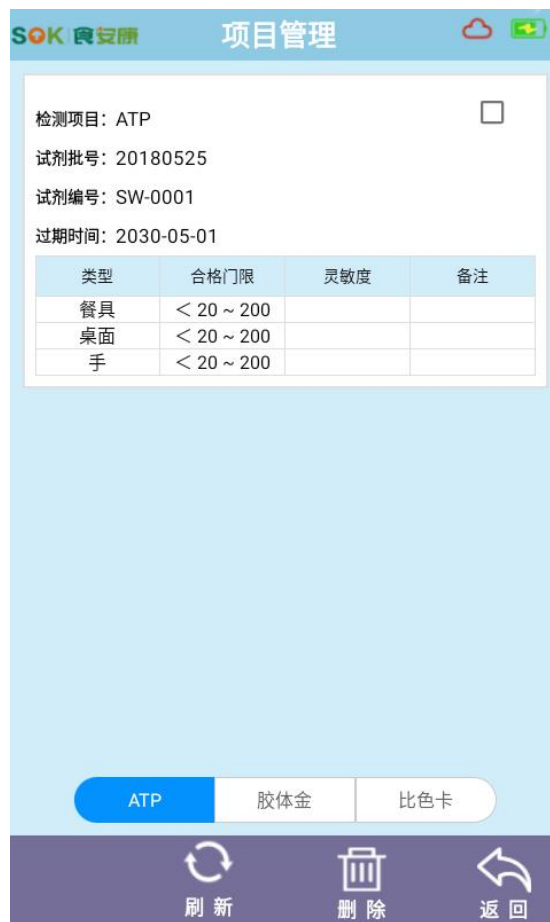 SOK 食安康
项目管理
检测项目：ATP
试剂批号：20180525
试剂编号：SW-0001
过期时间：2030-05-01
类型 合格门限 灵敏度 备注
餐具 ＜20～200
桌面 ＜20～200
手 ＜20～200
ATP 胶体金 比色卡
刷新 删除 返回